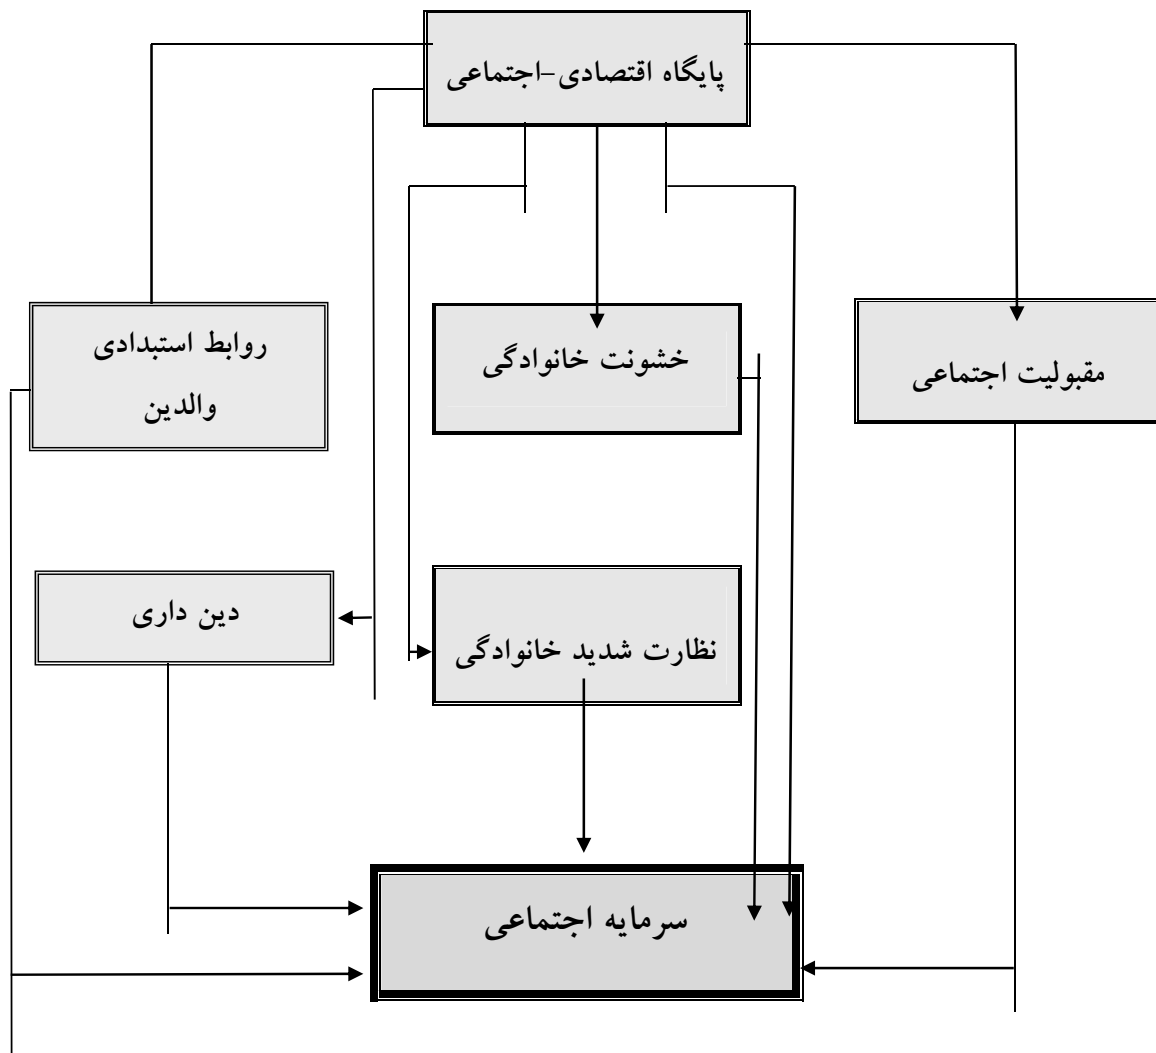 پایگاه اقتصادی-اجتماعی
روابط استبدادی
والدین
خشونت خانوادگی
مقبولیت اجتماعی
دین داری
نظارت شدید خانوادگی
سرمایه اجتماعی